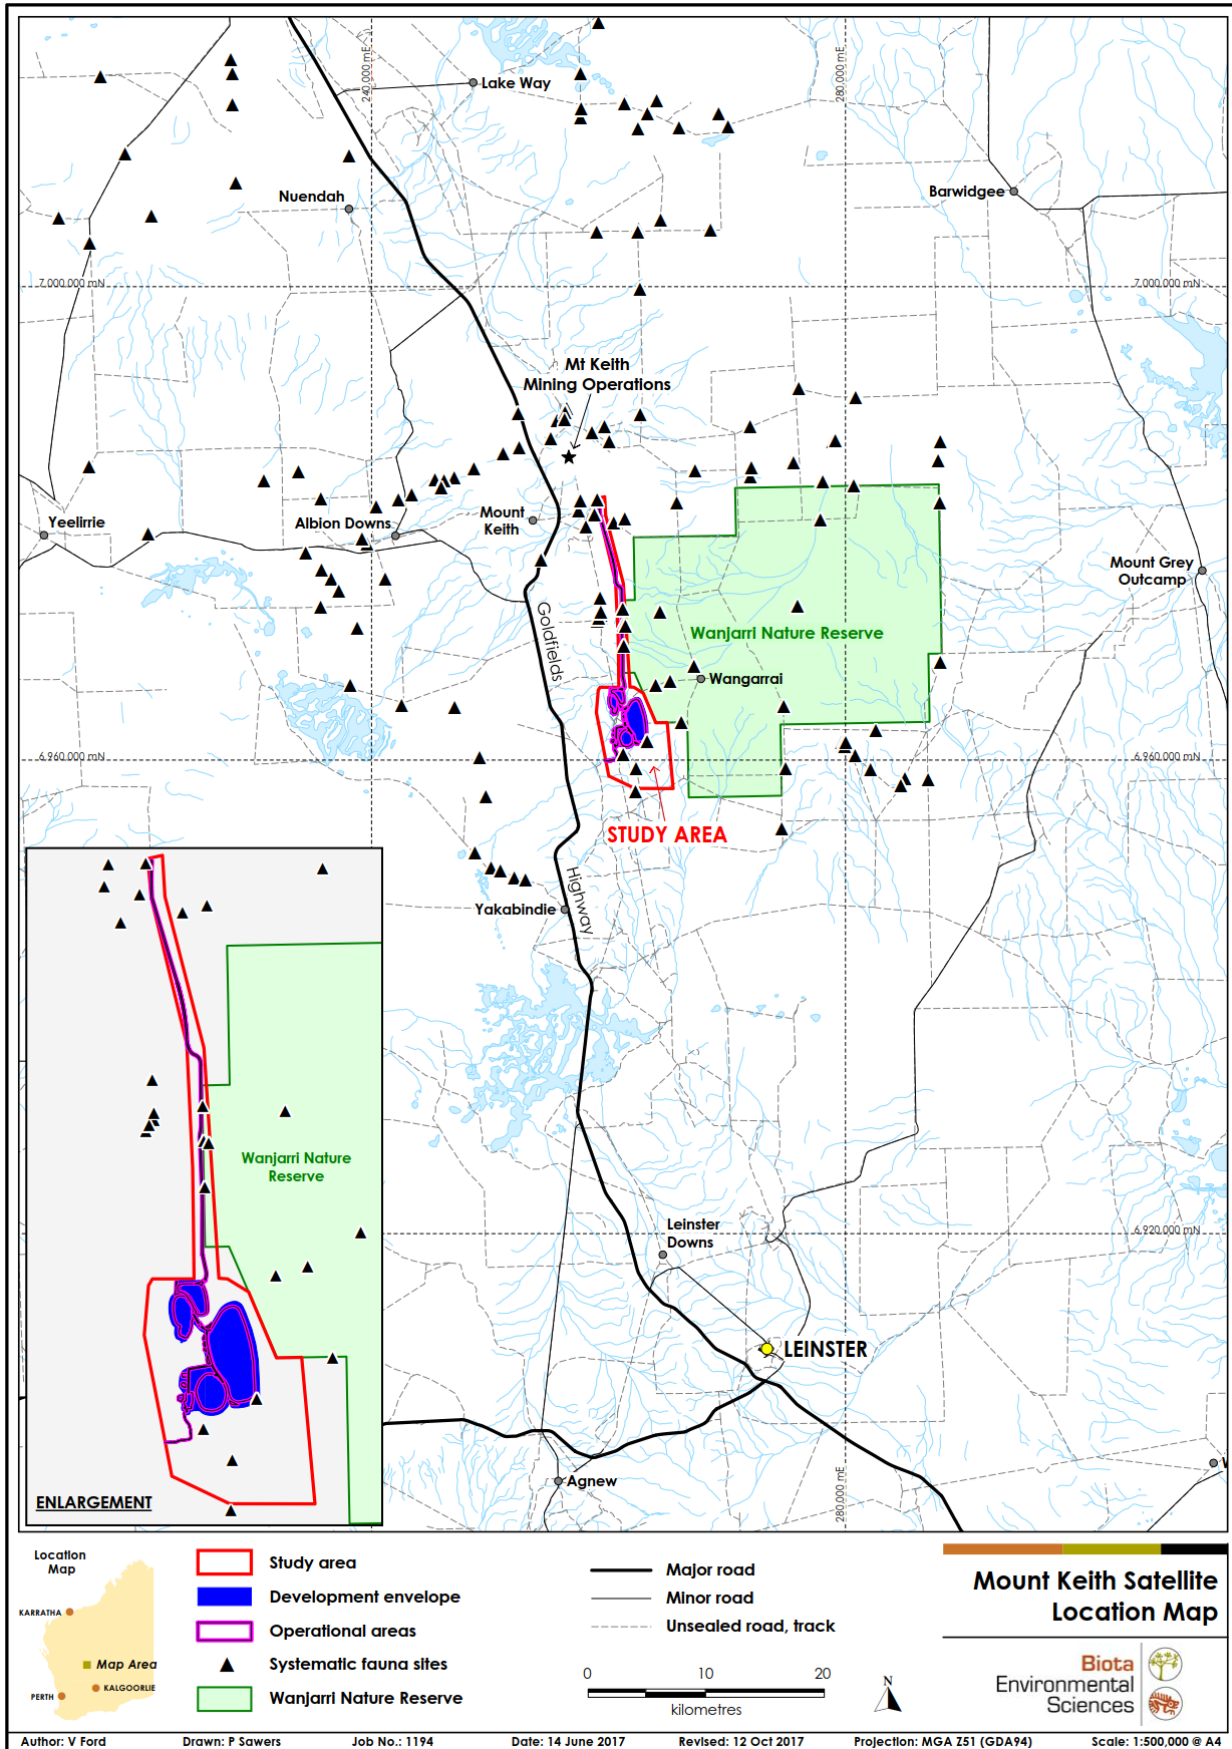 240,000 mE
280,000 mE
Lake Way
Nuendah
Barwidgee
7,000,000 mN
7,000,000 mN
Mt Keith
Mining Operations
Yeelirrie
Albion Downs
Mount
Keith
Mount Grey
Outcamp
Goldfields
Wanjarri Nature Reserve
Wangarrai
6,960,000 mN
6,960,000 mN
STUDY AREA
Highway
Yakabindie
Wanjarri Nature
Reserve
6,920,000 mN
Leinster
Downs
LEINSTER
280,000 mE
Agnew
ENLARGEMENT
Location
Map
KARRATHA
Map Area
KALGOORLIE
PERTH
Study area
Development envelope
Operational areas
Systematic fauna sites
Wanjarri Nature Reserve
Major road
Minor road
Unsealed road, track
0 10 20
kilometres
N
Mount Keith Satellite
Location Map
Biota
Environmental
Sciences
Author: V Ford Drawn: P Sawers Job No.: 1194 Date: 14 June 2017 Revised: 12 Oct 2017 Projection: MGA Z51 (GDA94) Scale: 1:500,000 @ A4